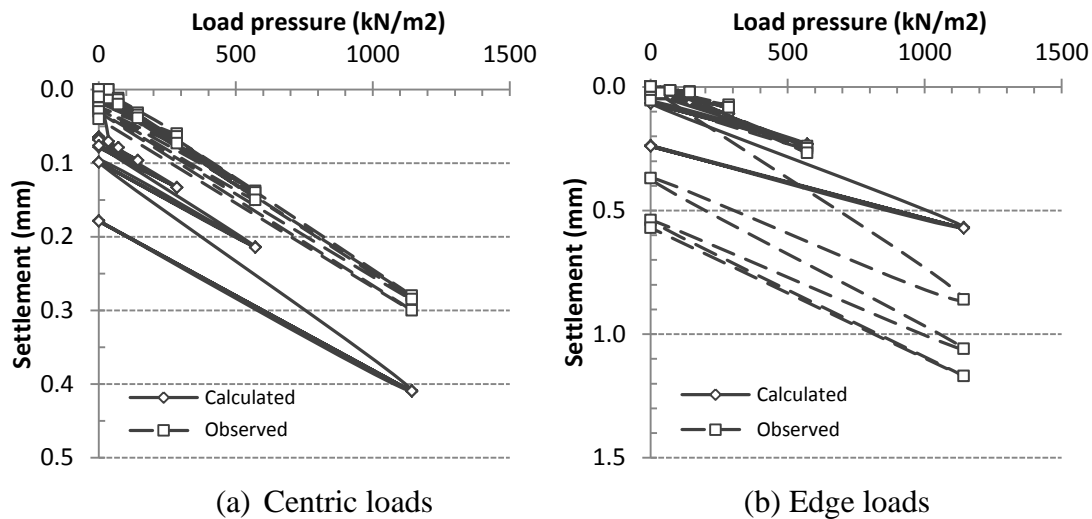 Load pressure (kN/m2)
0 500 1000 1500
0.0
0.1
0.2
0.3
0.4
0.5
Settlement (mm)
Calculated
Observed
(a) Centric loads
Load pressure (kN/m2)
0 500 1000 1500
0.0
0.5
1.0
1.5
Settlement (mm)
Calculated
Observed
(b) Edge loads